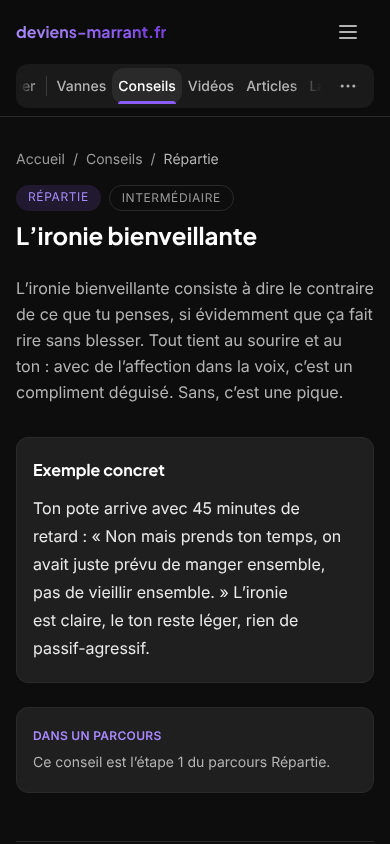 deviens-marrant.fr
er Vannes Conseils Vidéos Articles
Accueil / Conseils / Répartie
RÉPARTIE INTERMÉDIAIRE
L’ironie bienveillante
L’ironie bienveillante consiste à dire le contraire
de ce que tu penses, si évidemment que ça fait
rire sans blesser. Tout tient au sourire et au
ton : avec de l’affection dans la voix, c’est un
compliment déguisé. Sans, c’est une pique.
Exemple concret
Ton pote arrive avec 45 minutes de
retard : « Non mais prends ton temps, on
avait juste prévu de manger ensemble,
pas de vieillir ensemble. » L’ironie
est claire, le ton reste léger, rien de
passif-agressif.
DANS UN PARCOURS
Ce conseil est l’étape 1 du parcours Répartie.